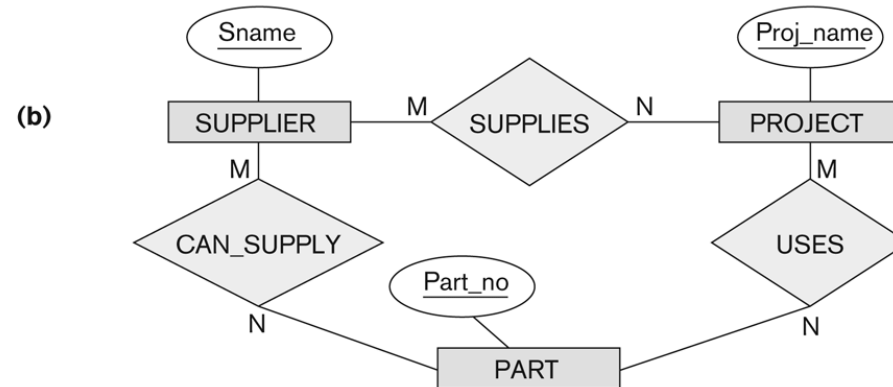 Sname
Proj_name
(b)
M
N
SUPPLIER
SUPPLIES
PROJECT
M
M
CAN_SUPPLY
USES
Part_no
N
N
PART